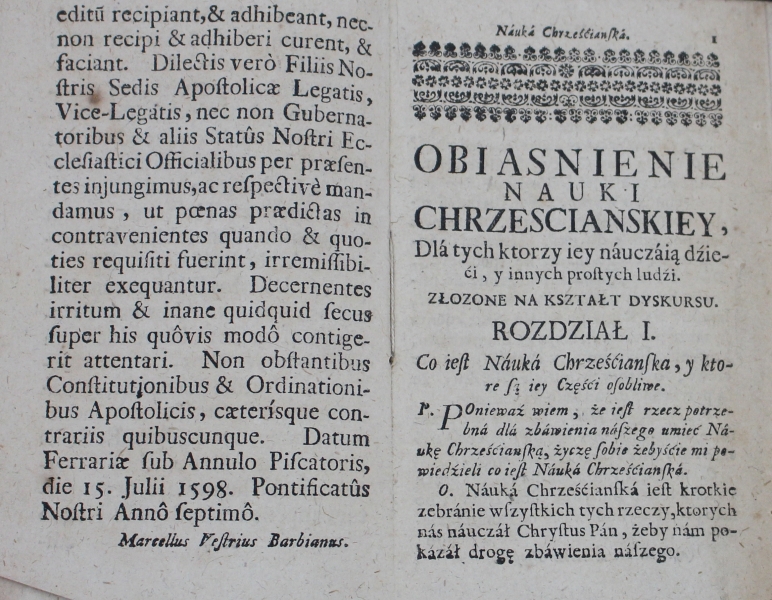 editũ recipiant,& adhibeant, nec-
non recipi & adhiberi curent, &
faciant. Dilectis verò Filiis No-
ſtris Sedis Apoſtolicæ Legatis,
Vice-Legatis, nec non Guberna-
toribus & aliis Statûs Noſtri Ec-
cleſiaſtici Officialibus per præſen-
tes injungimus,ac reſpectivè man-
damus, ut pœnas prædictas in
contravenientes quando & quo-
ties requiſiti fuerint, irremiſſibi-
liter exequantur. Decernentes
irritum & inane quidquid ſecus
ſuper his quôvis modô contige-
rit attentari. Non obſtantibus
Conſtitutionibus & Ordinationi-
bus Apoſtolicis, cæterísque con-
trariis quibuscunque. Datum
Ferrariæ ſub Annulo Piſcatoris,
die 15. Julii 1598. Pontificatûs
Noſtri Annô ſeptimô.
Marcellus Veſtrius Barbianus.
Náuká Chrześćiańſká. 1
OBIASNIENIE
NAUKI
CHRZESCIANSKIEY,
Dlá tych ktorzy iey náuczáią dźie-
ći, y innych proſtych ludźi.
ZŁOZONE NA KSZTAŁT DYSKURSU.
ROZDZIAŁ I.
Co ieſt Náuká Chrześćiańſka, y kto-
re ſą iey Częśći oſobliwe.
P. POnieważ wiem, że ieſt rzecz potrze-
bná dlá zbáwienia náſzego umieć Ná-
ukę Chrześćiańſką, życzę ſobie żebyśćie mi po-
wiedźieli co ieſt Náuká Chrześćiańſká.
O. Náuká Chrześćiańſká ieſt krotkie
zebránie wſzyſtkich tych rzeczy,ktorych
nás náuczáł Chryſtus Pán, żeby nám po-
kázáł drogę zbáwienia náſzego.